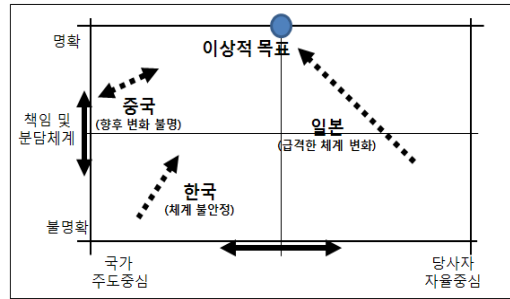 명확
이상적 목표
중국
(향후 변화 불명)
책임 및
분담체계
일본
(급격한 체계 변화)
한국
(체계 불안정)
불명확
국가
주도중심
당사자
자율중심